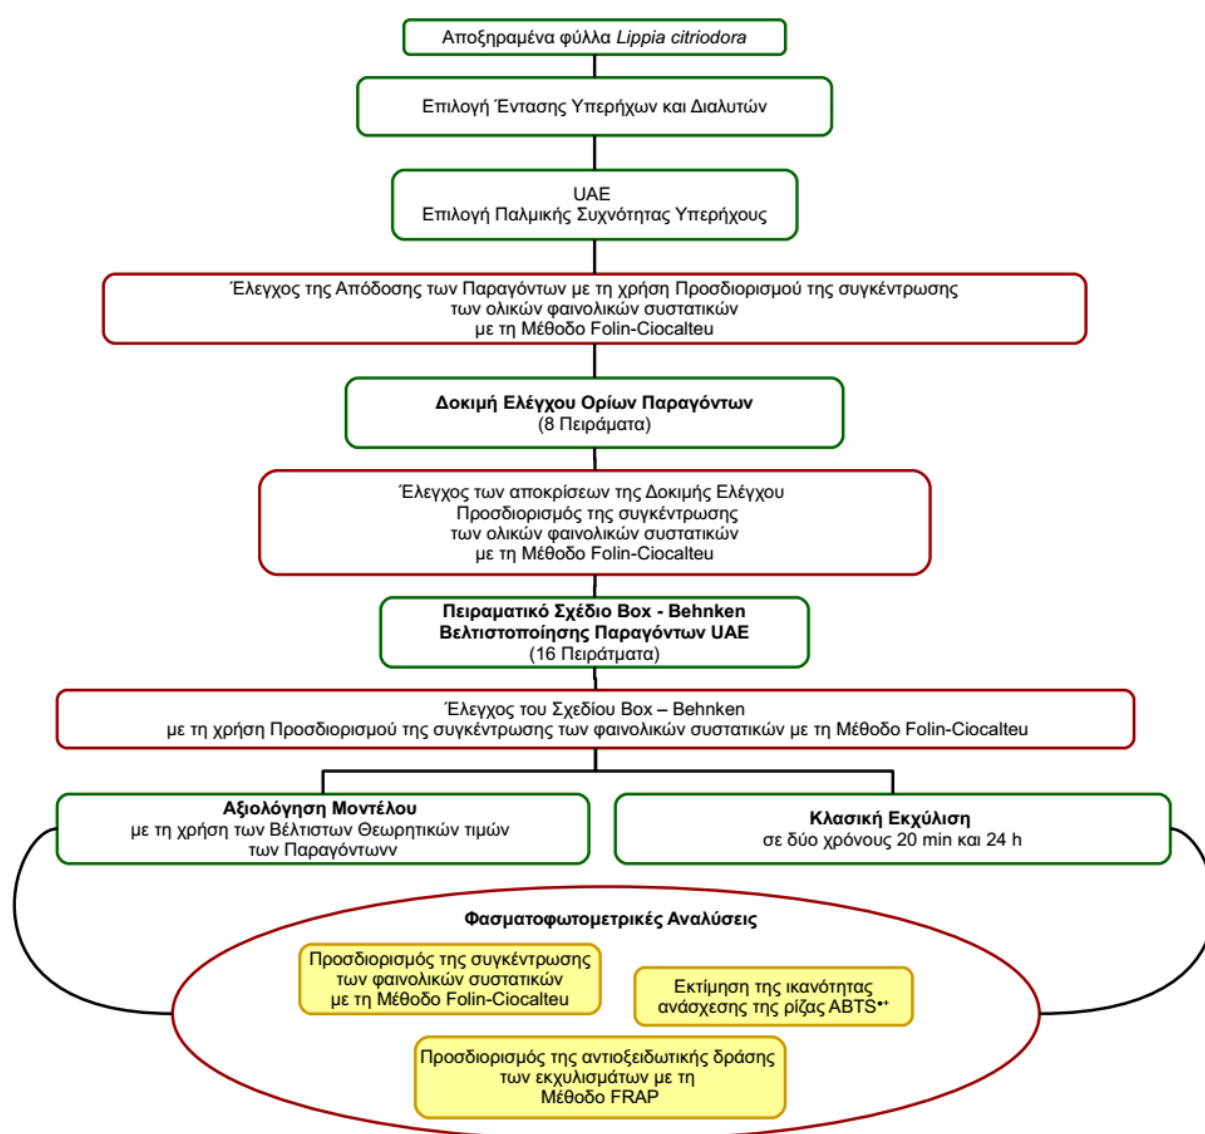 Αποξηραμένα φύλλα Lippia citriodora
Επιλογή Έντασης Υπερήχων και Διαλυτών
UAE
Επιλογή Παλμικής Συχνότητας Υπερήχους
Έλεγχος της Απόδοσης των Παραγόντων με τη χρήση Προσδιορισμού της συγκέντρωσης
των ολικών φαινολικών συστατικών
με τη Μέθοδο Folin-Ciocalteu
Δοκιμή Ελέγχου Ορίων Παραγόντων
(8 Πειράματα)
Έλεγχος των αποκρίσεων της Δοκιμής Ελέγχου
Προσδιορισμός της συγκέντρωσης
των ολικών φαινολικών συστατικών
με τη Μέθοδο Folin-Ciocalteu
Πειραματικό Σχέδιο Box - Behnken
Βελτιστοποίησης Παραγόντων UAE
(16 Πειράτματα)
Έλεγχος του Σχεδίου Box – Behnken
με τη χρήση Προσδιορισμού της συγκέντρωσης των φαινολικών συστατικών με τη Μέθοδο Folin-Ciocalteu
Αξιολόγηση Μοντέλου
με τη χρήση των Βέλτιστων Θεωρητικών τιμών
των Παραγόντωνν
Κλασική Εκχύλιση
σε δύο χρόνους 20 min και 24 h
Φασματοφωτομετρικές Αναλύσεις
Προσδιορισμός της συγκέντρωσης
των φαινολικών συστατικών
με τη Μέθοδο Folin-Ciocalteu
Εκτίμηση της ικανότητας
ανάσχεσης της ρίζας ABTS•+
Προσδιορισμός της αντιοξειδωτικής δράσης
των εκχυλισμάτων με τη
Μέθοδο FRAP